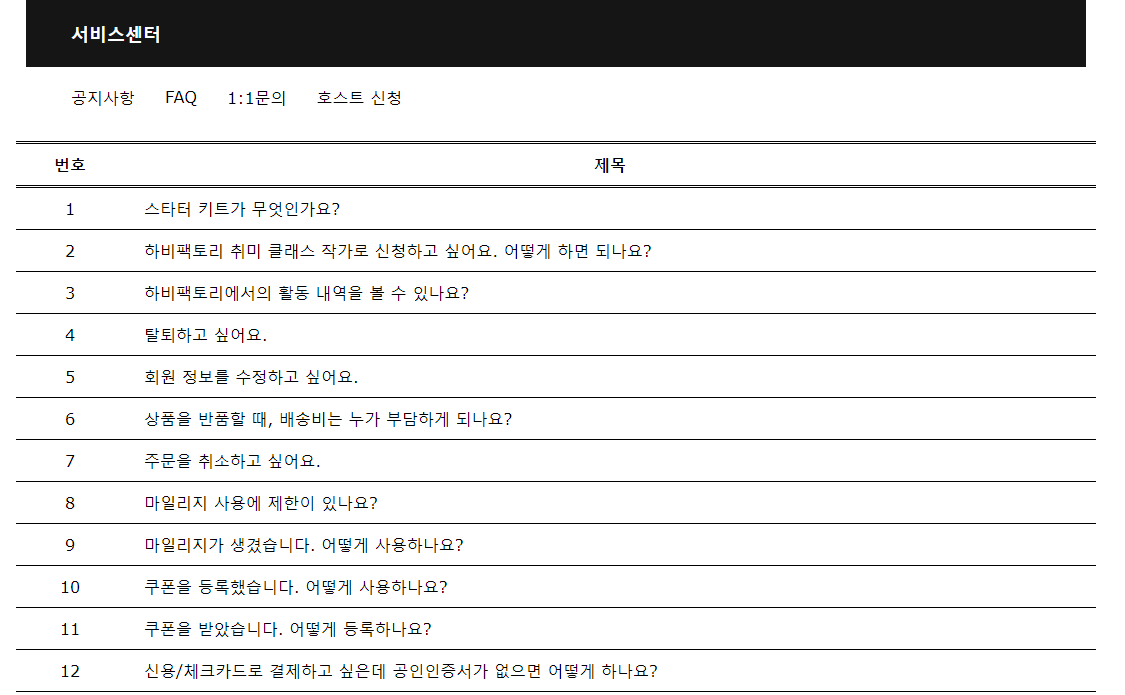 서비스센터
공지사항 FAQ 1:1문의 호스트 신청
번호 제목
1 스타터 키트가 무엇인가요?
2 하비팩토리 취미 클래스 작가로 신청하고 싶어요. 어떻게 하면 되나요?
3 하비팩토리에서의 활동 내역을 볼 수 있나요?
4 탈퇴하고 싶어요.
5 회원 정보를 수정하고 싶어요.
6 상품을 반품할 때, 배송비는 누가 부담하게 되나요?
7 주문을 취소하고 싶어요.
8 마일리지 사용에 제한이 있나요?
9 마일리지가 생겼습니다. 어떻게 사용하나요?
10 쿠폰을 등록했습니다. 어떻게 사용하나요?
11 쿠폰을 받았습니다. 어떻게 등록하나요?
12 신용/체크카드로 결제하고 싶은데 공인인증서가 없으면 어떻게 하나요?